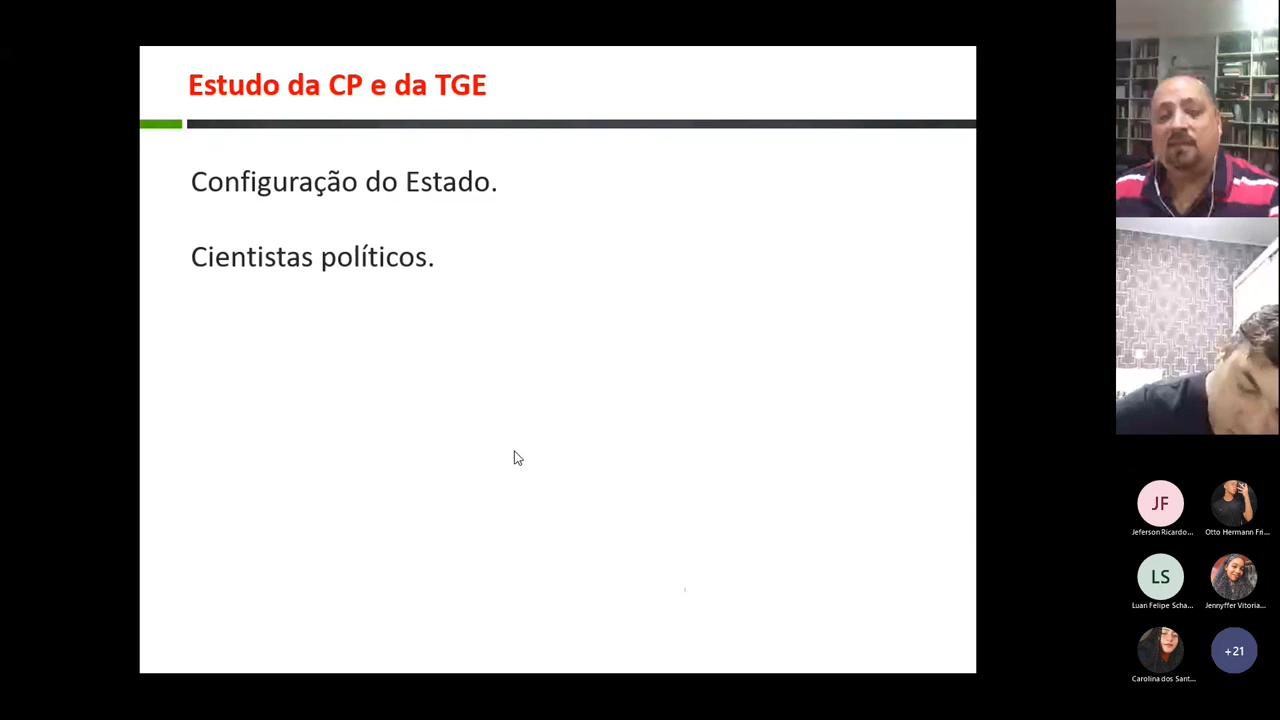 Estudo da CP e da TGE
Configuração do Estado.
Cientistas políticos.
JF
Jeferson Ricardo...
Otto Hermann Fri...
LS
Luan Felipe Scha...
Jennyffer Vitoria...
Carolina dos Sant...
+21